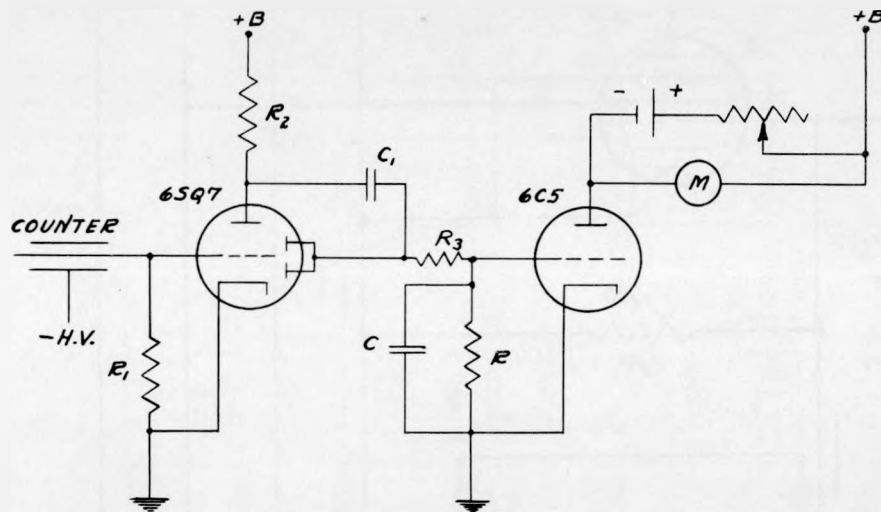 +B
+B
R2
- +
C1
6SQ7
6C5
M
COUNTER
R3
-H.V.
R1
C
R